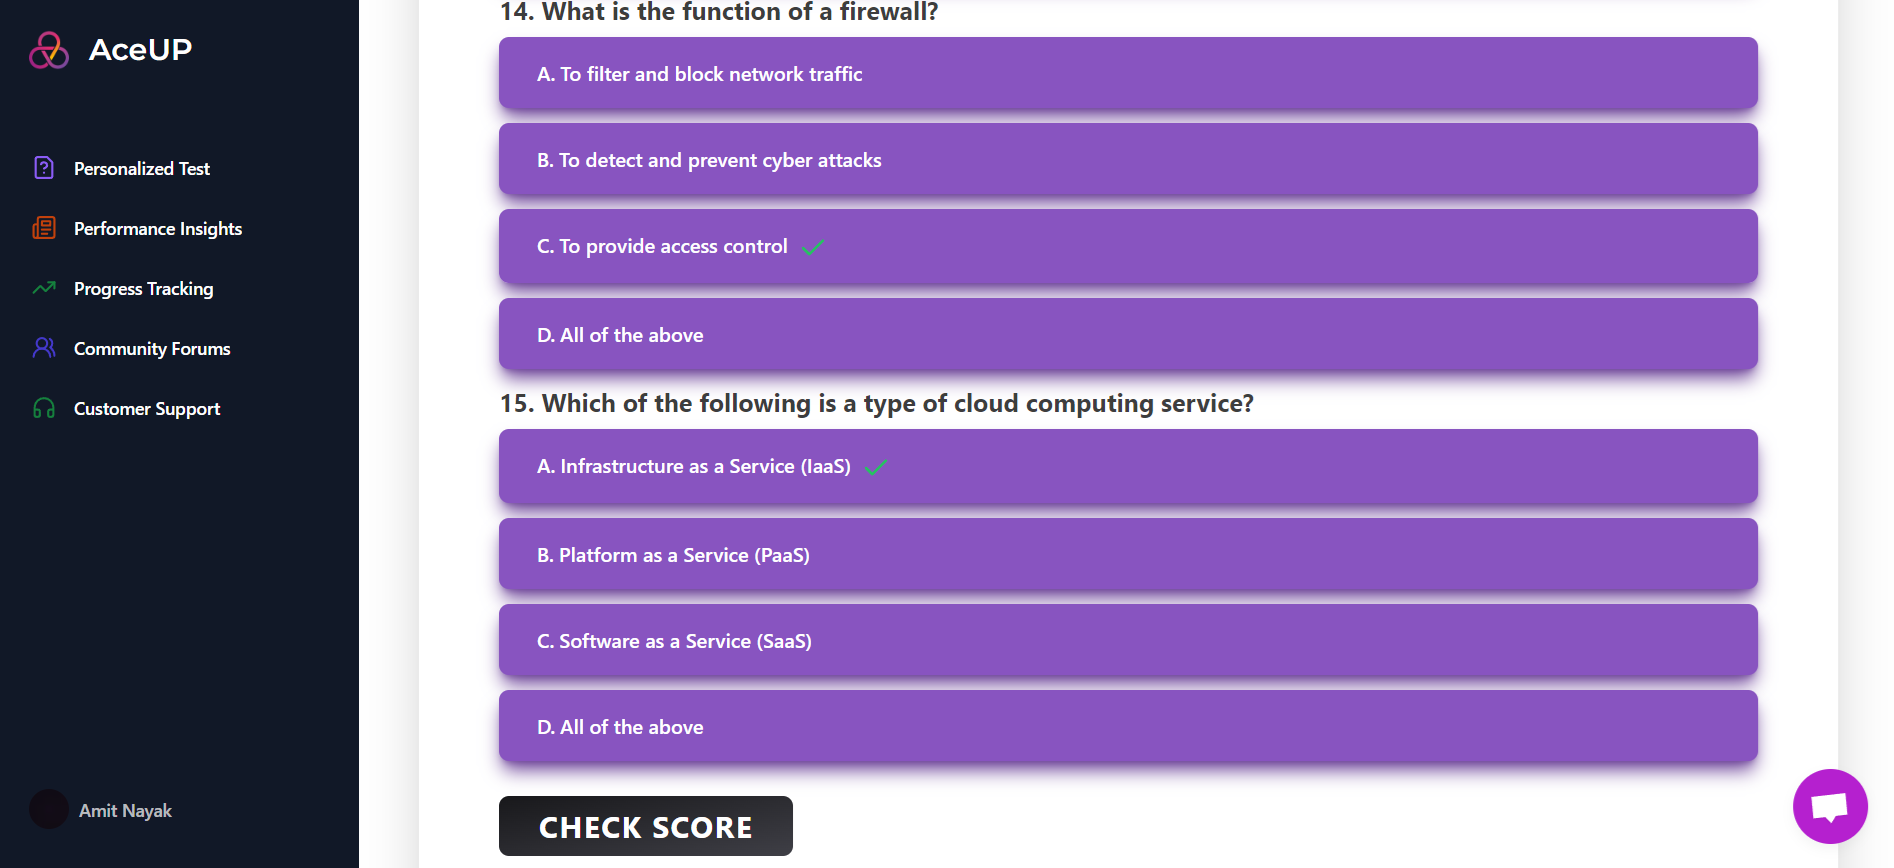 AceUP
Personalized Test
Performance Insights
Progress Tracking
Community Forums
Customer Support
Amit Nayak
14. What is the function of a firewall?
A. To filter and block network traffic
B. To detect and prevent cyber attacks
C. To provide access control
D. All of the above
15. Which of the following is a type of cloud computing service?
A. Infrastructure as a Service (IaaS)
B. Platform as a Service (PaaS)
C. Software as a Service (SaaS)
D. All of the above
CHECK SCORE